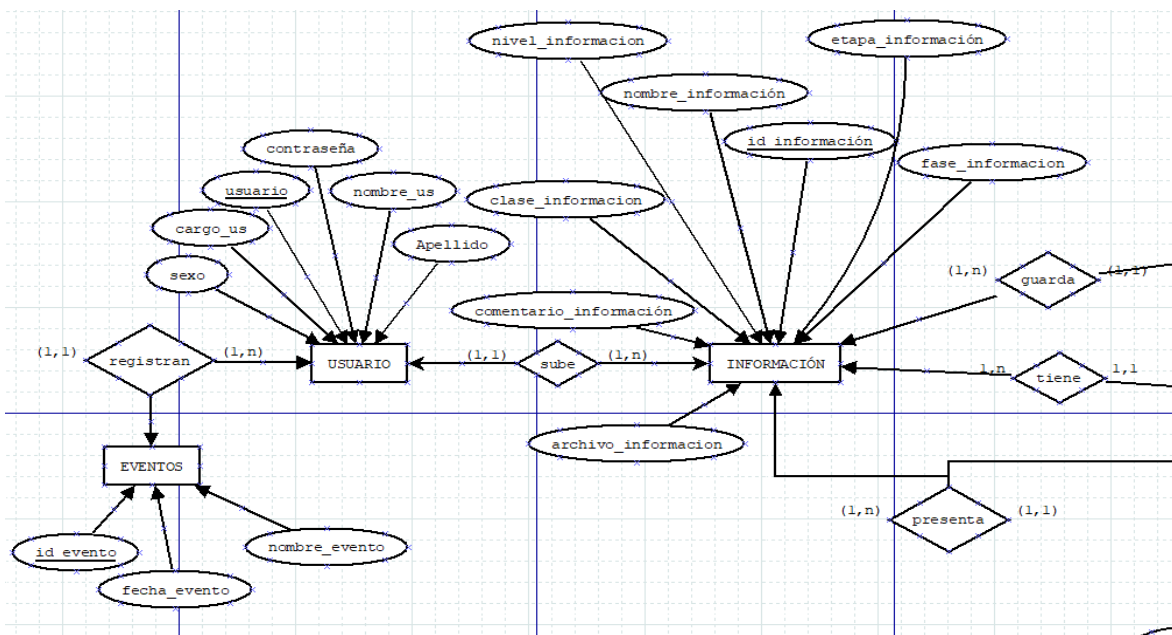 nivel_informacion
etapa_información
nombre_información
id_información
contraseña
fase_informacion
usuario
nombre_us
clase_informacion
cargo_us
Apellido
sexo
(1,n)
guarda
(1,1)
comentario_información
(1,1)
registran
(1,n)
USUARIO
(1,1)
sube
(1,n)
INFORMACIÓN
1,n
tiene
1,1
archivo_informacion
EVENTOS
(1,n)
presenta
(1,1)
id_evento
nombre_evento
fecha_evento